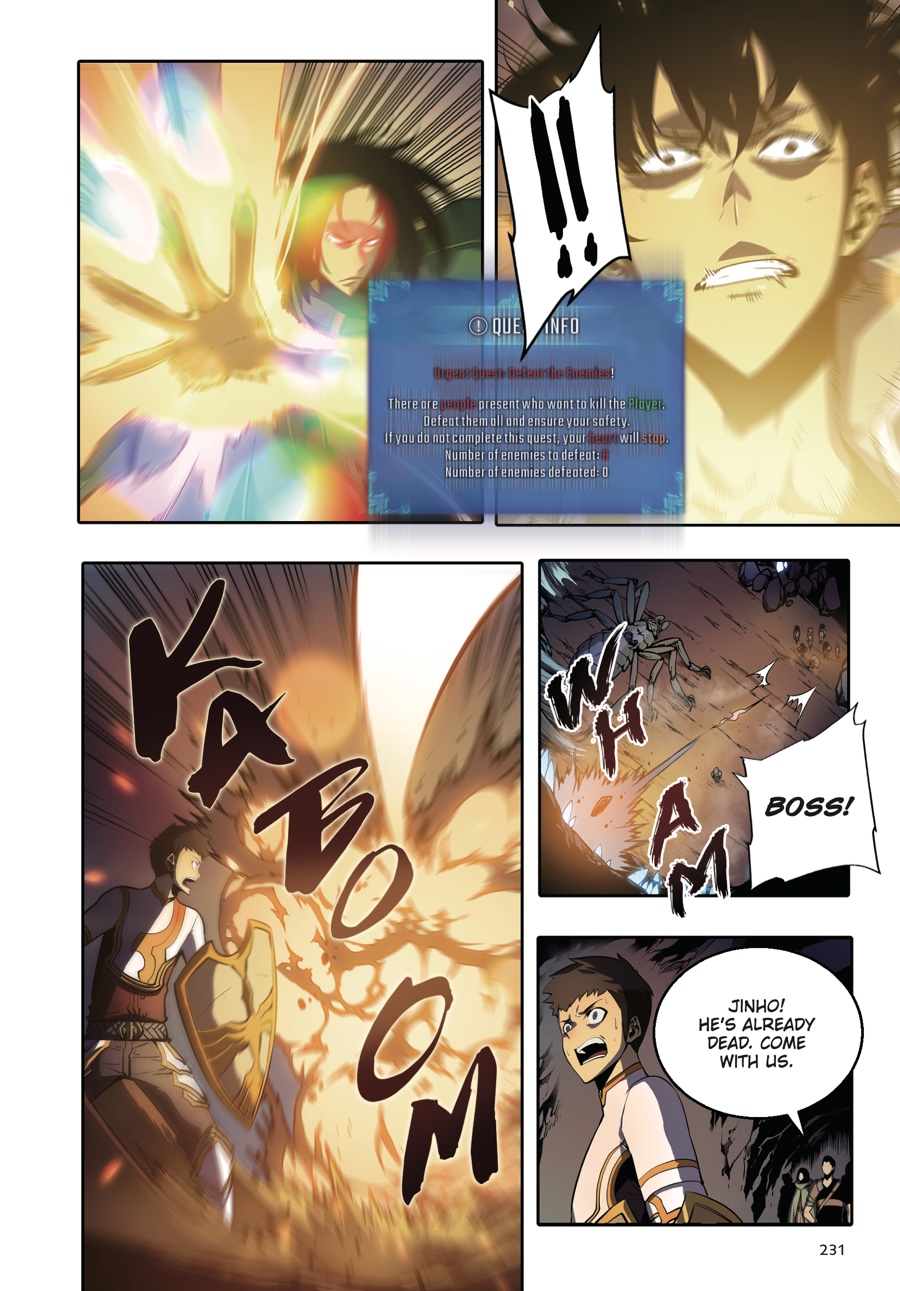 !!
! QUEST INFO
Urgent Quest: Defeat the Enemies!
There are people present who want to kill the Player.
Defeat them all and ensure your safety.
If you do not complete this quest, your heart will stop.
Number of enemies to defeat: 8
Number of enemies defeated: 0
KABOOM
WHAM
BOSS!
JINHO!
HE'S ALREADY
DEAD. COME
WITH US.
231